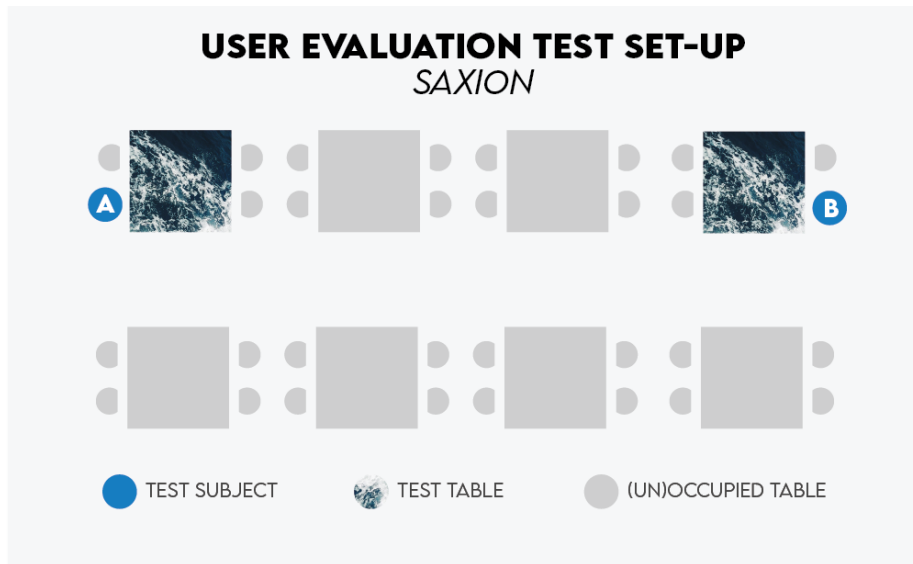 USER EVALUATION TEST SET-UP
SAXION
A
B
TEST SUBJECT
TEST TABLE
(UN)OCCUPIED TABLE